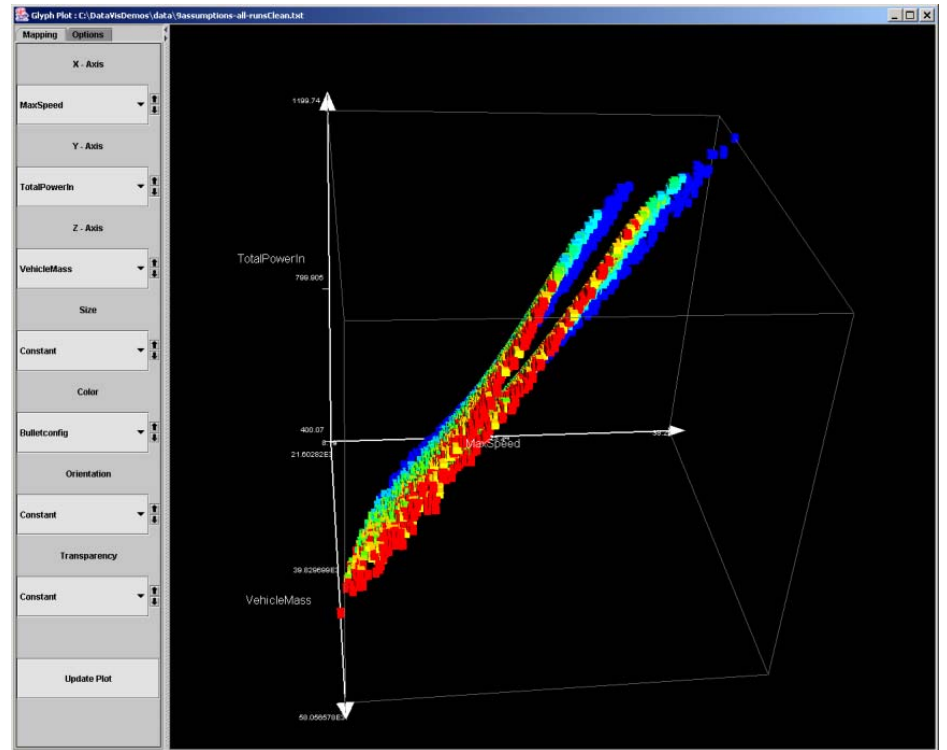 Glyph Plot : C:\DataVisDemos\data\9assumptions-all-runsClean.txt
Mapping Options
X - Axis
MaxSpeed
Y - Axis
TotalPowerIn
Z - Axis
VehicleMass
Size
Constant
Color
Bulletconfig
Orientation
Constant
Transparency
Constant
Update Plot
1199.74
TotalPowerIn
799.905
400.07
MaxSpeed
VehicleMass